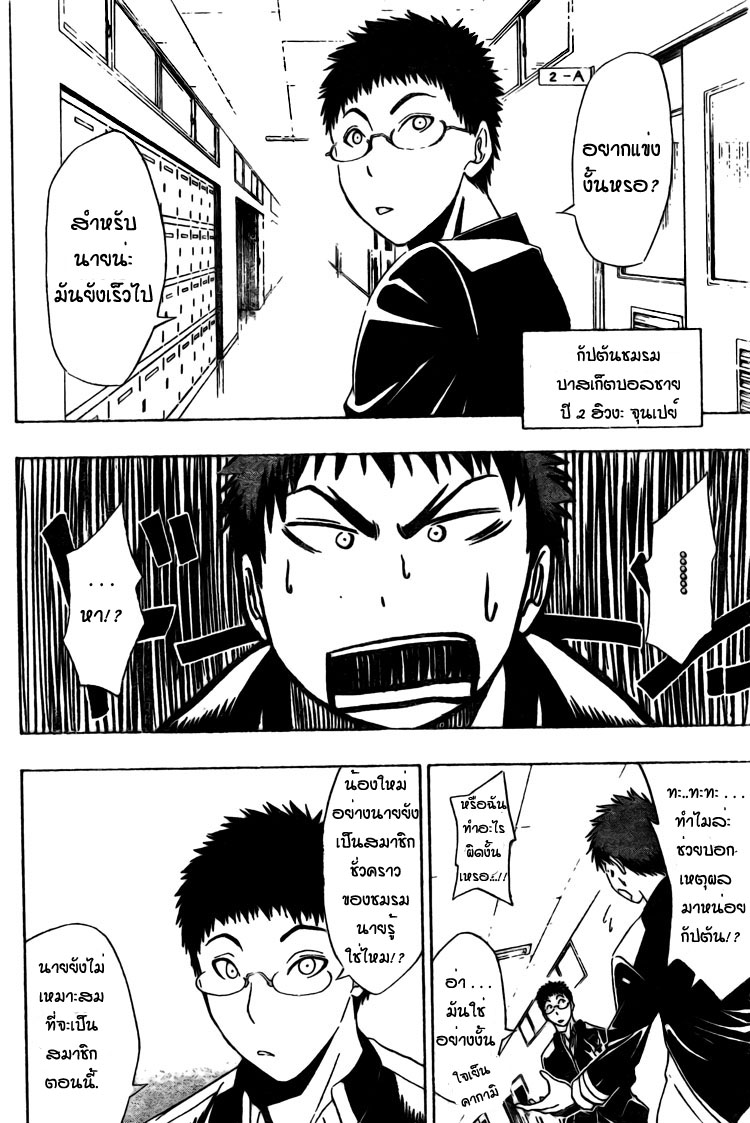 2-A
อยากแข่ง
งั้นหรอ?
สำหรับ
นายน่ะ
มันยังเร็วไป
กัปตันชมรม
บาสเก็ตบอลชาย
ปี 2 ฮิวงะ จุนเปย์
......
...
หา!?
ทะ..ทะทะ...
ทำไมล่ะ
ช่วยบอก
เหตุผล
มาหน่อย
กัปตัน!?
หรือฉัน
ทำอะไร
ผิดงั้น
เหรอ...!!
อ่า...
มันใช่
อย่างงั้น
ใจเย็น
คากามิ
น้องใหม่
อย่างนายยัง
เป็นสมาชิก
ชั่วคราว
ของชมรม
นายรู้
ใช่ไหม!?
นายยังไม่
เหมาะสม
ที่จะเป็น
สมาชิก
ตอนนี้.